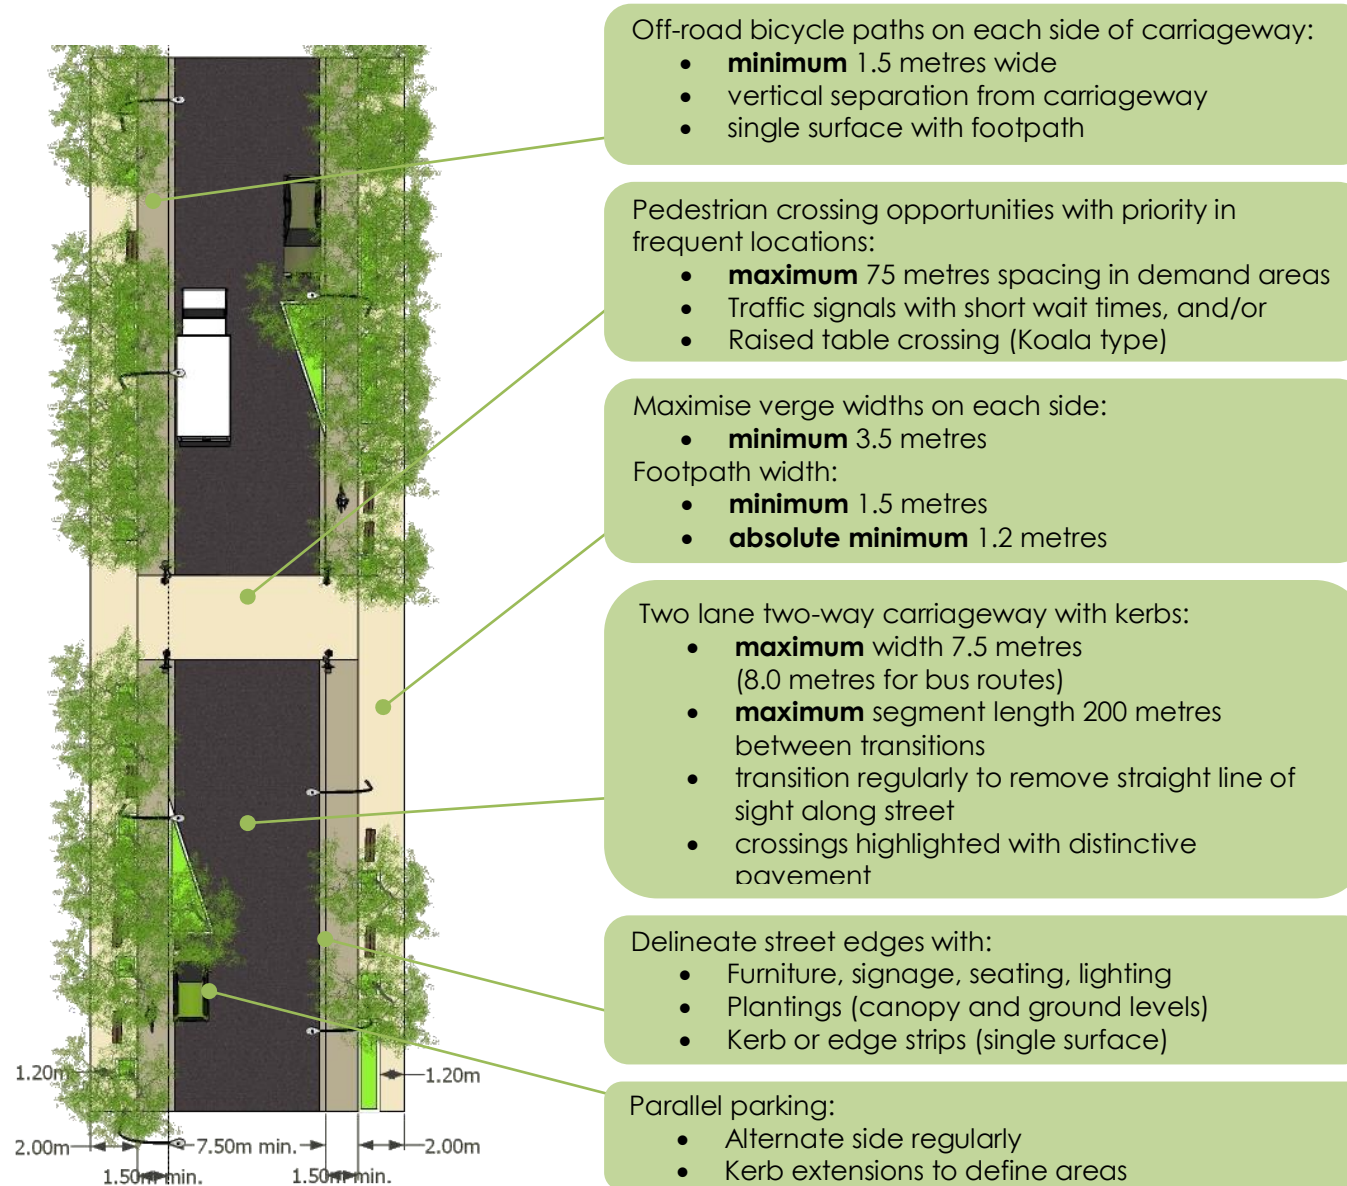 Off-road bicycle paths on each side of carriageway:
• minimum 1.5 metres wide
• vertical separation from carriageway
• single surface with footpath
Pedestrian crossing opportunities with priority in
frequent locations:
• maximum 75 metres spacing in demand areas
• Traffic signals with short wait times, and/or
• Raised table crossing (Koala type)
Maximise verge widths on each side:
• minimum 3.5 metres
Footpath width:
• minimum 1.5 metres
• absolute minimum 1.2 metres
Two lane two-way carriageway with kerbs:
• maximum width 7.5 metres
(8.0 metres for bus routes)
• maximum segment length 200 metres
between transitions
• transition regularly to remove straight line of
sight along street
• crossings highlighted with distinctive
pavement
Delineate street edges with:
• Furniture, signage, seating, lighting
• Plantings (canopy and ground levels)
• Kerb or edge strips (single surface)
Parallel parking:
• Alternate side regularly
• Kerb extensions to define areas
1.20m
1.20m
2.00m
7.50m min.
2.00m
1.50m min.
1.50m min.